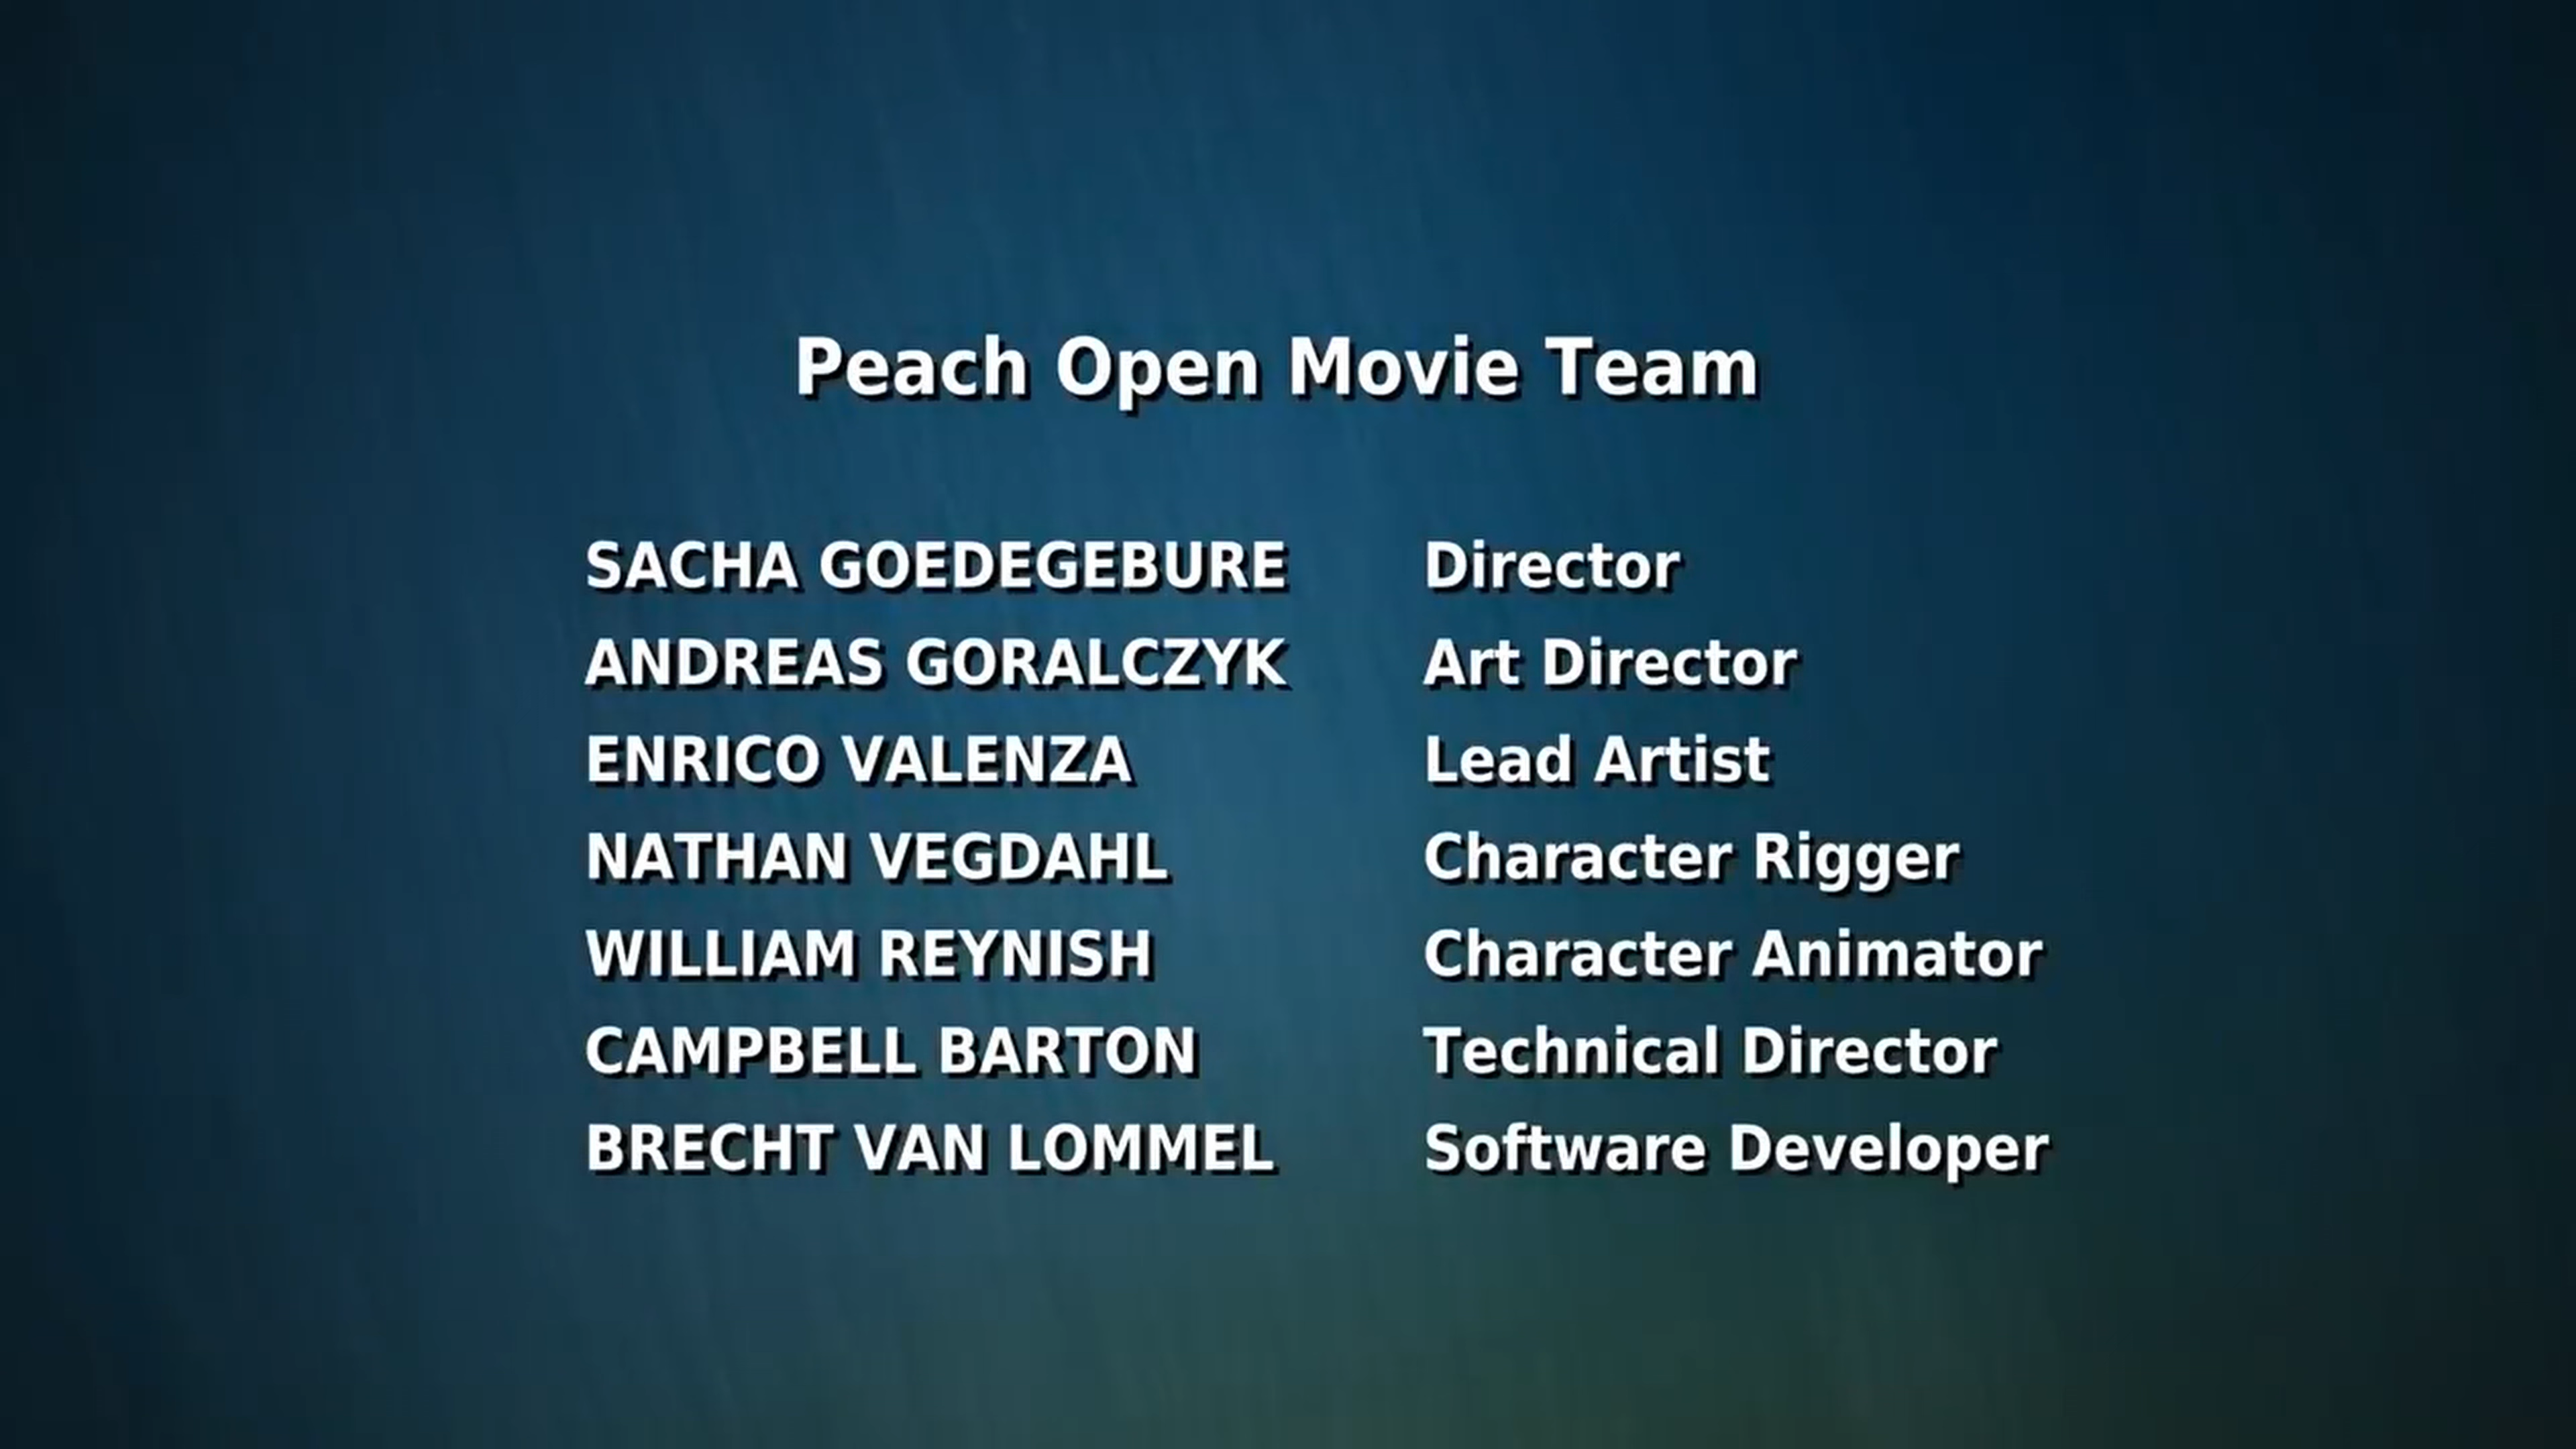 Peach Open Movie Team
SACHA GOEDEGEBURE Director
ANDREAS GORALCZYK Art Director
ENRICO VALENZA Lead Artist
NATHAN VEGDAHL Character Rigger
WILLIAM REYNISH Character Animator
CAMPBELL BARTON Technical Director
BRECHT VAN LOMMEL Software Developer